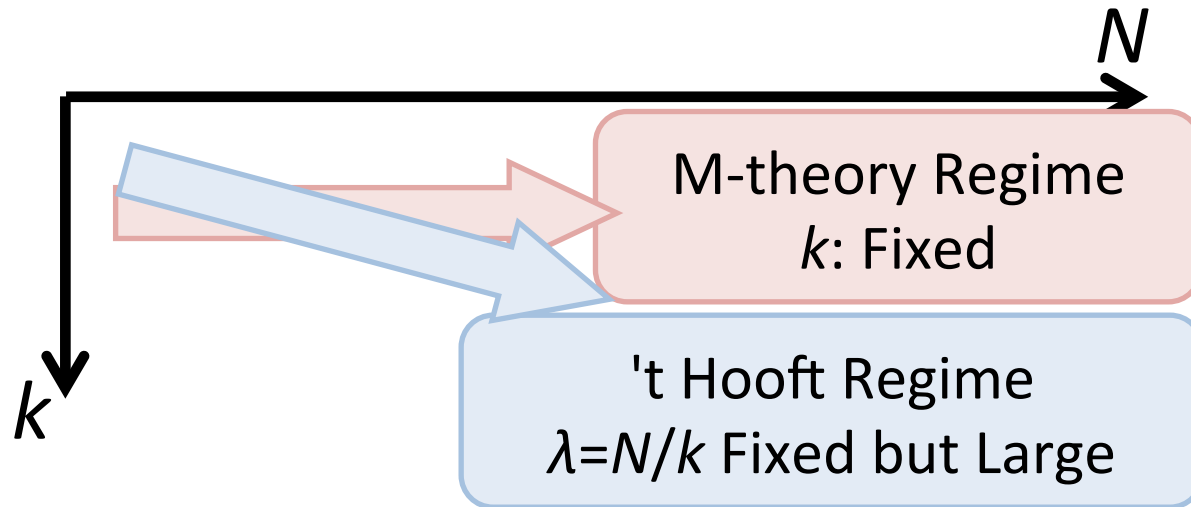 N
M-theory Regime
k: Fixed
k
't Hooft Regime
λ=N/k Fixed but Large